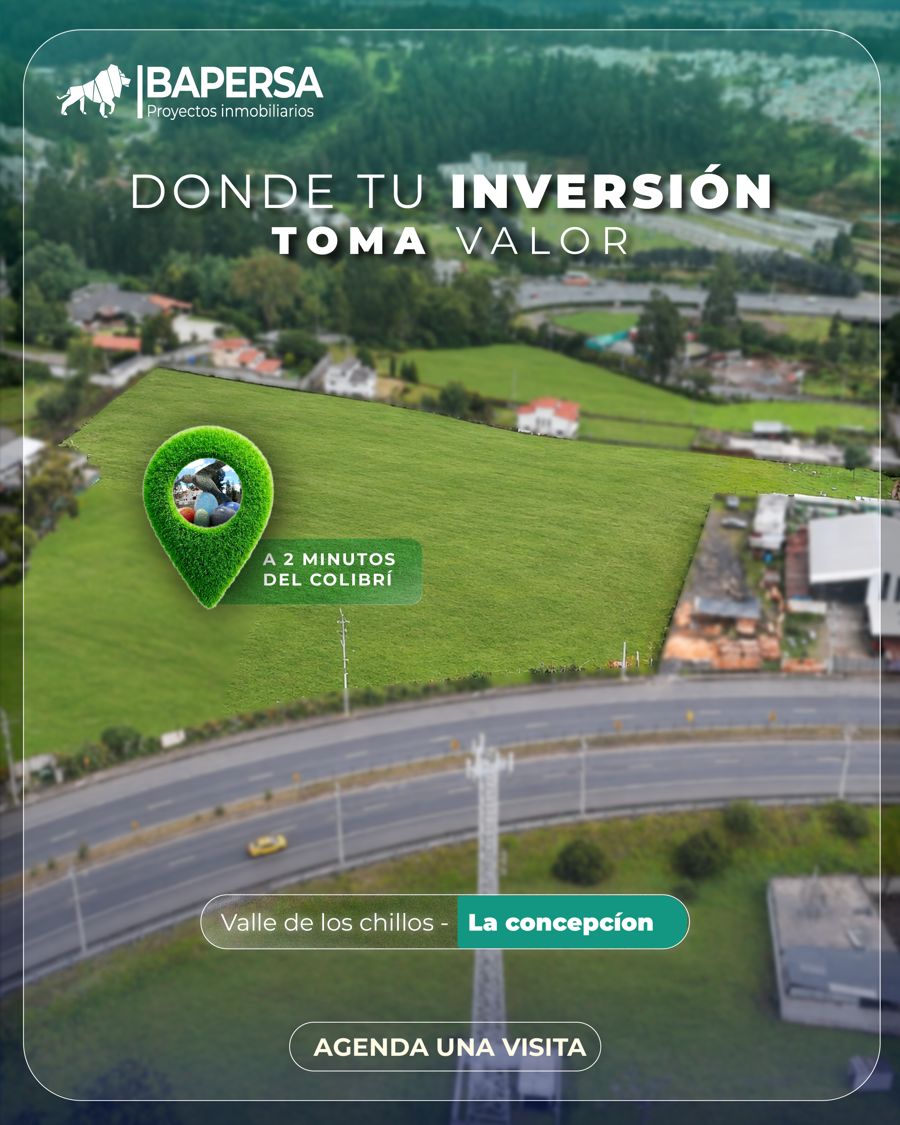 BAPERSA
Proyectos inmobiliarios
DONDE TU INVERSIÓN
TOMA VALOR
A 2 MINUTOS
DEL COLIBRÍ
Valle de los chillos - La concepcíon
AGENDA UNA VISITA